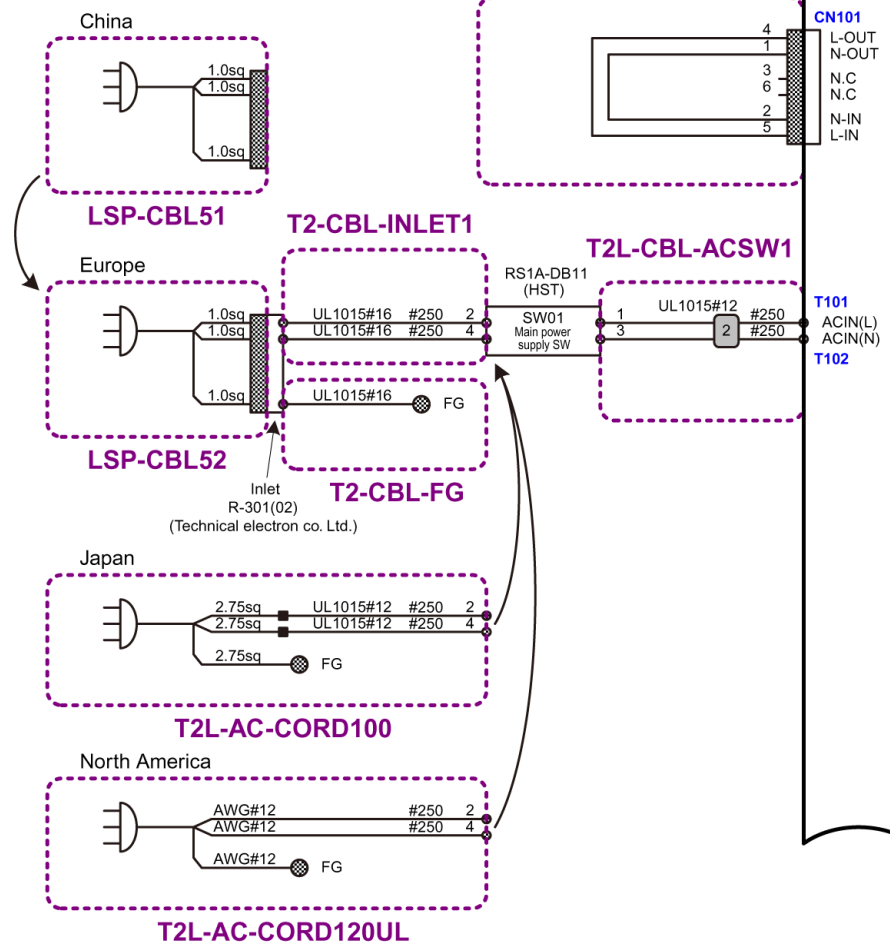 China
1.0sq
1.0sq
1.0sq
LSP-CBL51
CN101
4 L-OUT
1 N-OUT
3 N.C
6 N.C
2 N-IN
5 L-IN
T2-CBL-INLET1
T2L-CBL-ACSW1
Europe
1.0sq
1.0sq
1.0sq
UL1015#16 #250 2
UL1015#16 #250 4
RS1A-DB11
(HST)
SW01
Main power
supply SW
1
3
UL1015#12
2
#250
#250
T101
ACIN(L)
ACIN(N)
T102
UL1015#16
FG
LSP-CBL52
T2-CBL-FG
Inlet
R-301(02)
(Technical electron co. Ltd.)
Japan
2.75sq UL1015#12 #250 2
2.75sq UL1015#12 #250 4
2.75sq FG
T2L-AC-CORD100
North America
AWG#12 #250 2
AWG#12 #250 4
AWG#12 FG
T2L-AC-CORD120UL